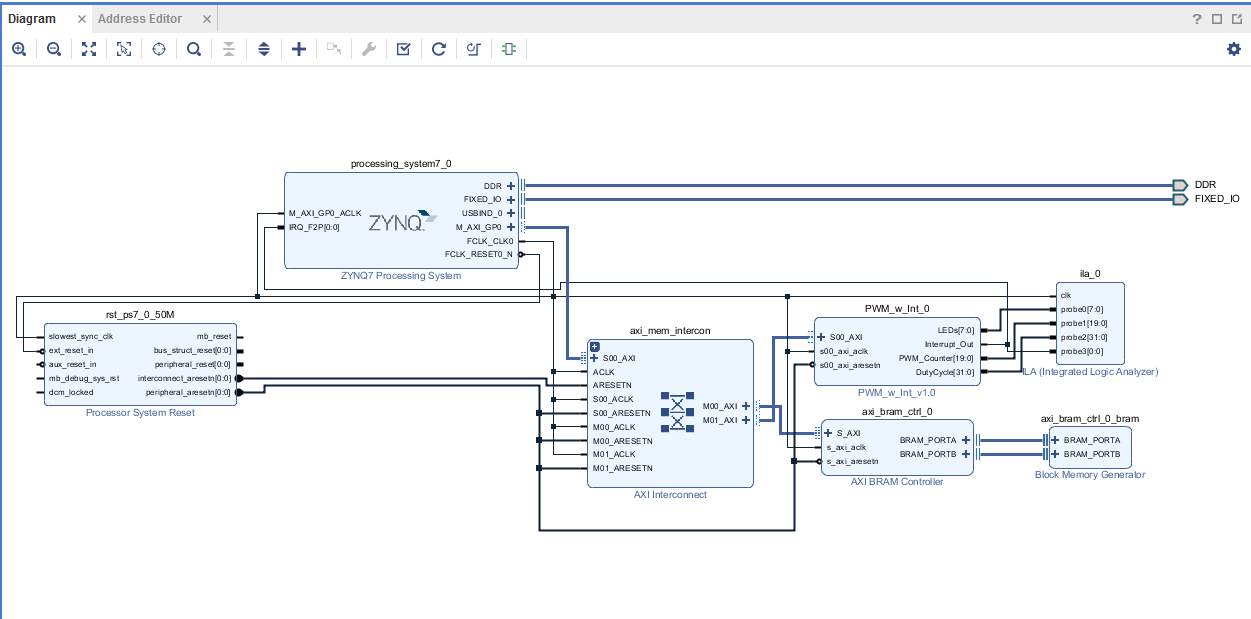 Diagram
Address Editor
processing_system7_0
DDR
FIXED_IO
USBIND_0
M_AXI_GP0_ACLK
M_AXI_GP0
IRQ_F2P[0:0]
FCLK_CLK0
FCLK_RESET0_N
ZYNQ
ZYNQ7 Processing System
DDR
FIXED_IO
rst_ps7_0_50M
slowest_sync_clk
mb_reset
ext_reset_in
bus_struct_reset[0:0]
aux_reset_in
peripheral_reset[0:0]
mb_debug_sys_rst
interconnect_aresetn[0:0]
dcm_locked
peripheral_aresetn[0:0]
Processor System Reset
axi_mem_intercon
S00_AXI
ACLK
ARESETN
S00_ACLK
S00_ARESETN
M00_ACLK
M00_ARESETN
M01_ACLK
M01_ARESETN
M00_AXI
M01_AXI
AXI Interconnect
PWM_w_Int_0
S00_AXI
s00_axi_aclk
s00_axi_aresetn
LEDs[7:0]
Interrupt_Out
PWM_Counter[19:0]
DutyCycle[31:0]
PWM_w_Int_v1.0
ila_0
clk
probe0[7:0]
probe1[19:0]
probe2[31:0]
probe3[0:0]
ILA (Integrated Logic Analyzer)
axi_bram_ctrl_0
S_AXI
s_axi_aclk
s_axi_aresetn
BRAM_PORTA
BRAM_PORTB
AXI BRAM Controller
axi_bram_ctrl_0_bram
BRAM_PORTA
BRAM_PORTB
Block Memory Generator